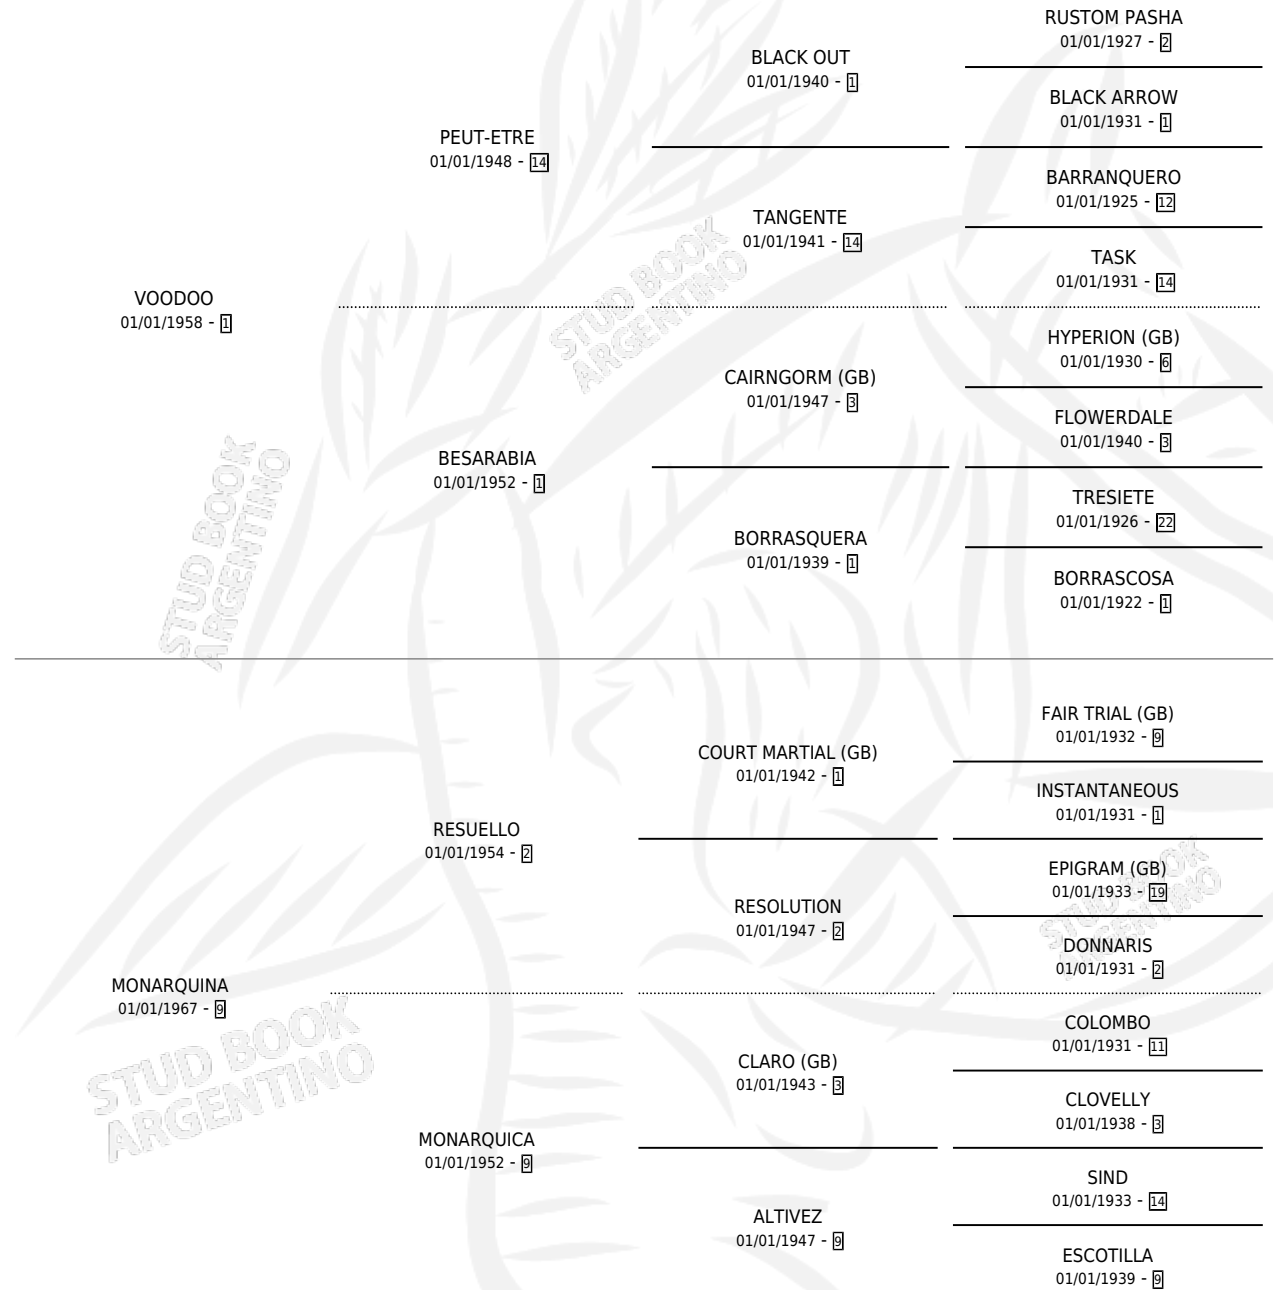 RUSTOM PASHA
01/01/1927 - 2
BLACK OUT
01/01/1940 - 1
BLACK ARROW
01/01/1931 - 1
PEUT-ETRE
01/01/1948 - 14
BARRANQUERO
01/01/1925 - 12
TANGENTE
01/01/1941 - 14
TASK
01/01/1931 - 14
VOODOO
01/01/1958 - 1
HYPERION (GB)
01/01/1930 - 6
CAIRNGORM (GB)
01/01/1947 - 3
FLOWERDALE
01/01/1940 - 3
BESARABIA
01/01/1952 - 1
TRESIETE
01/01/1926 - 22
BORRASQUERA
01/01/1939 - 1
BORRASCOSA
01/01/1922 - 1
STUD BOOK
ARGENTINO
STUD BOOK
ARGENTINO
FAIR TRIAL (GB)
01/01/1932 - 9
COURT MARTIAL (GB)
01/01/1942 - 1
INSTANTANEOUS
01/01/1931 - 1
RESUELLO
01/01/1954 - 2
EPIGRAM (GB)
01/01/1933 - 19
RESOLUTION
01/01/1947 - 2
DONNARIS
01/01/1931 - 2
MONARQUINA
01/01/1967 - 9
COLOMBO
01/01/1931 - 11
CLARO (GB)
01/01/1943 - 3
CLOVELLY
01/01/1938 - 3
MONARQUICA
01/01/1952 - 9
SIND
01/01/1933 - 14
ALTIVEZ
01/01/1947 - 9
ESCOTILLA
01/01/1939 - 9
STUD BOOK
ARGENTINO
STUD BOOK
ARGENTINO